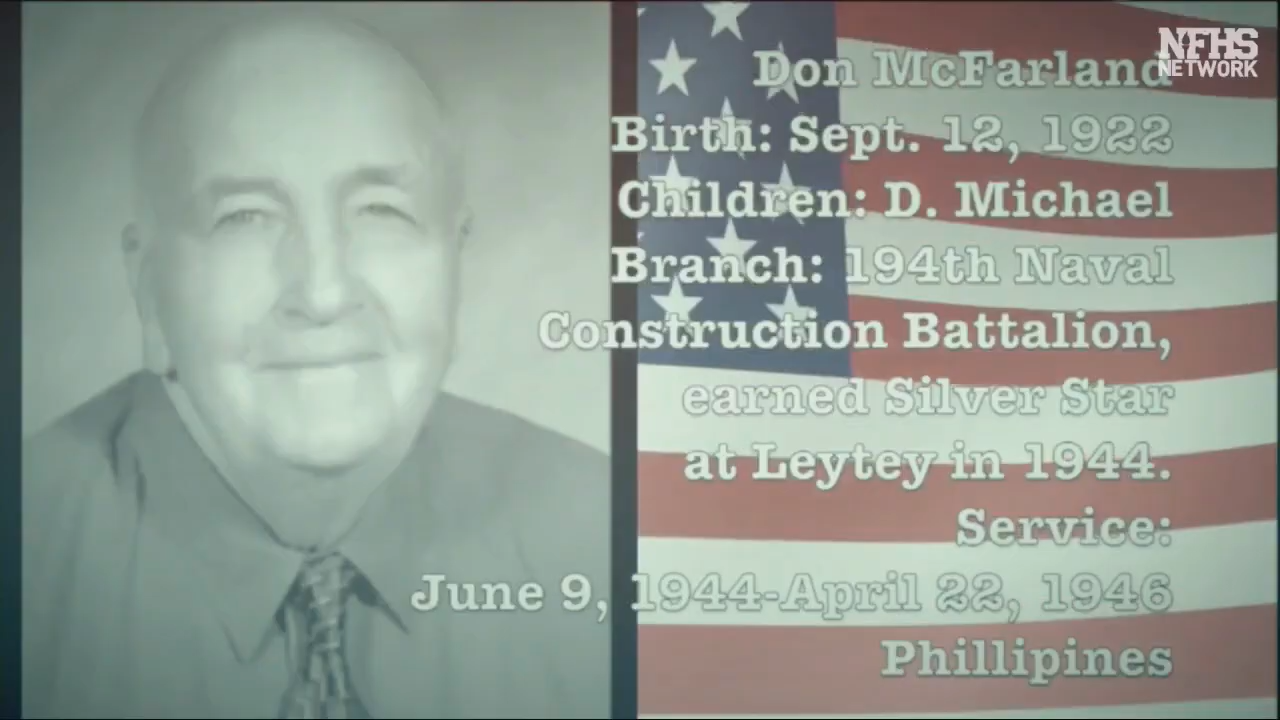 NFHS
NETWORK
Don McFarland
Birth: Sept. 12, 1922
Children: D. Michael
Branch: 194th Naval
Construction Battalion,
earned Silver Star
at Leytey in 1944.
Service:
June 9, 1944-April 22, 1946
Phillipines